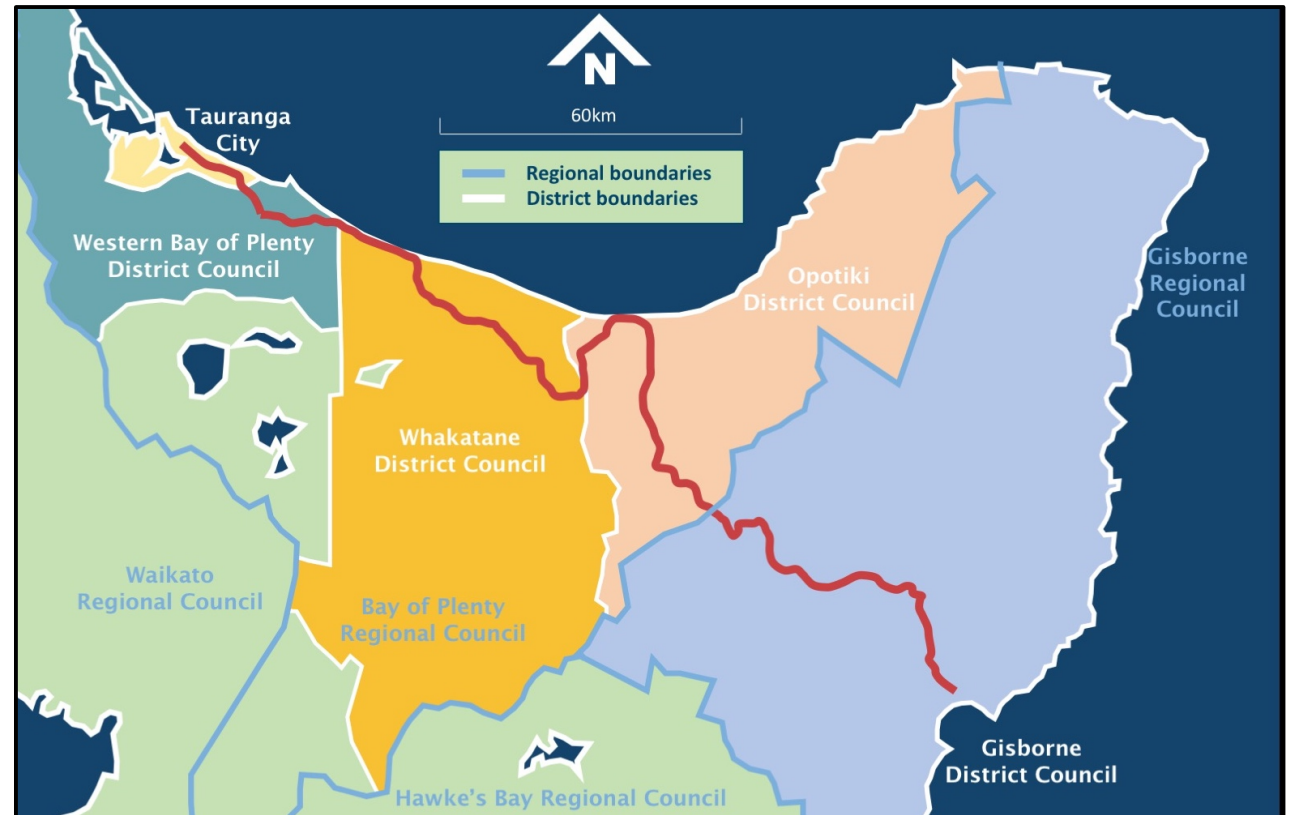 N
60km
Tauranga
City
Regional boundaries
District boundaries
Western Bay of Plenty
District Council
Opotiki
District Council
Gisborne
Regional
Council
Whakatane
District Council
Waikato
Regional Council
Bay of Plenty
Regional Council
Gisborne
District Council
Hawke's Bay Regional Council